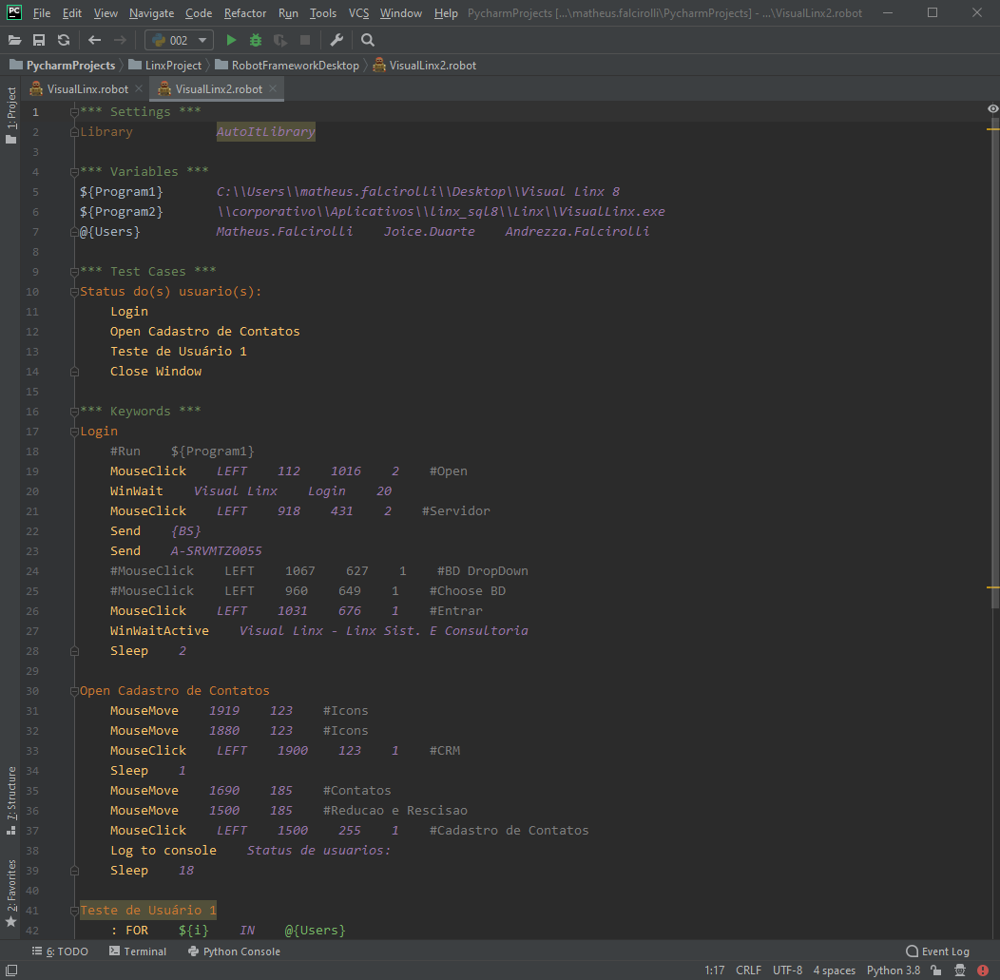 PC File Edit View Navigate Code Refactor Run Tools VCS Window Help PycharmProjects [...\matheus.falcirolli\PycharmProjects] - ...\VisualLinx2.robot
002
PycharmProjects LinxProject RobotFrameworkDesktop VisualLinx2.robot
VisualLinx.robot VisualLinx2.robot
1: Project
1 *** Settings ***
2 Library AutoItLibrary
3
4 *** Variables ***
5 ${Program1} C:\\Users\\matheus.falcirolli\\Desktop\\Visual Linx 8
6 ${Program2} \\corporativo\\Aplicativos\\linx_sql8\\Linx\\VisualLinx.exe
7 @{Users} Matheus.Falcirolli Joice.Duarte Andrezza.Falcirolli
8
9 *** Test Cases ***
10 Status do(s) usuario(s):
11 Login
12 Open Cadastro de Contatos
13 Teste de Usuário 1
14 Close Window
15
16 *** Keywords ***
17 Login
18 #Run ${Program1}
19 MouseClick LEFT 112 1016 2 #Open
20 WinWait Visual Linx Login 20
21 MouseClick LEFT 918 431 2 #Servidor
22 Send {BS}
23 Send A-SRVMTZ0055
24 #MouseClick LEFT 1067 627 1 #BD DropDown
25 #MouseClick LEFT 960 649 1 #Choose BD
26 MouseClick LEFT 1031 676 1 #Entrar
27 WinWaitActive Visual Linx - Linx Sist. E Consultoria
28 Sleep 2
29
30 Open Cadastro de Contatos
31 MouseMove 1919 123 #Icons
32 MouseMove 1880 123 #Icons
33 MouseClick LEFT 1900 123 1 #CRM
34 Sleep 1
35 MouseMove 1690 185 #Contatos
36 MouseMove 1500 185 #Reducao e Rescisao
37 MouseClick LEFT 1500 255 1 #Cadastro de Contatos
38 Log to console Status de usuarios:
39 Sleep 18
40
41 Teste de Usuário 1
42 : FOR ${i} IN @{Users}
7: Structure
2: Favorites
6: TODO Terminal Python Console Event Log
1:17 CRLF UTF-8 4 spaces Python 3.8